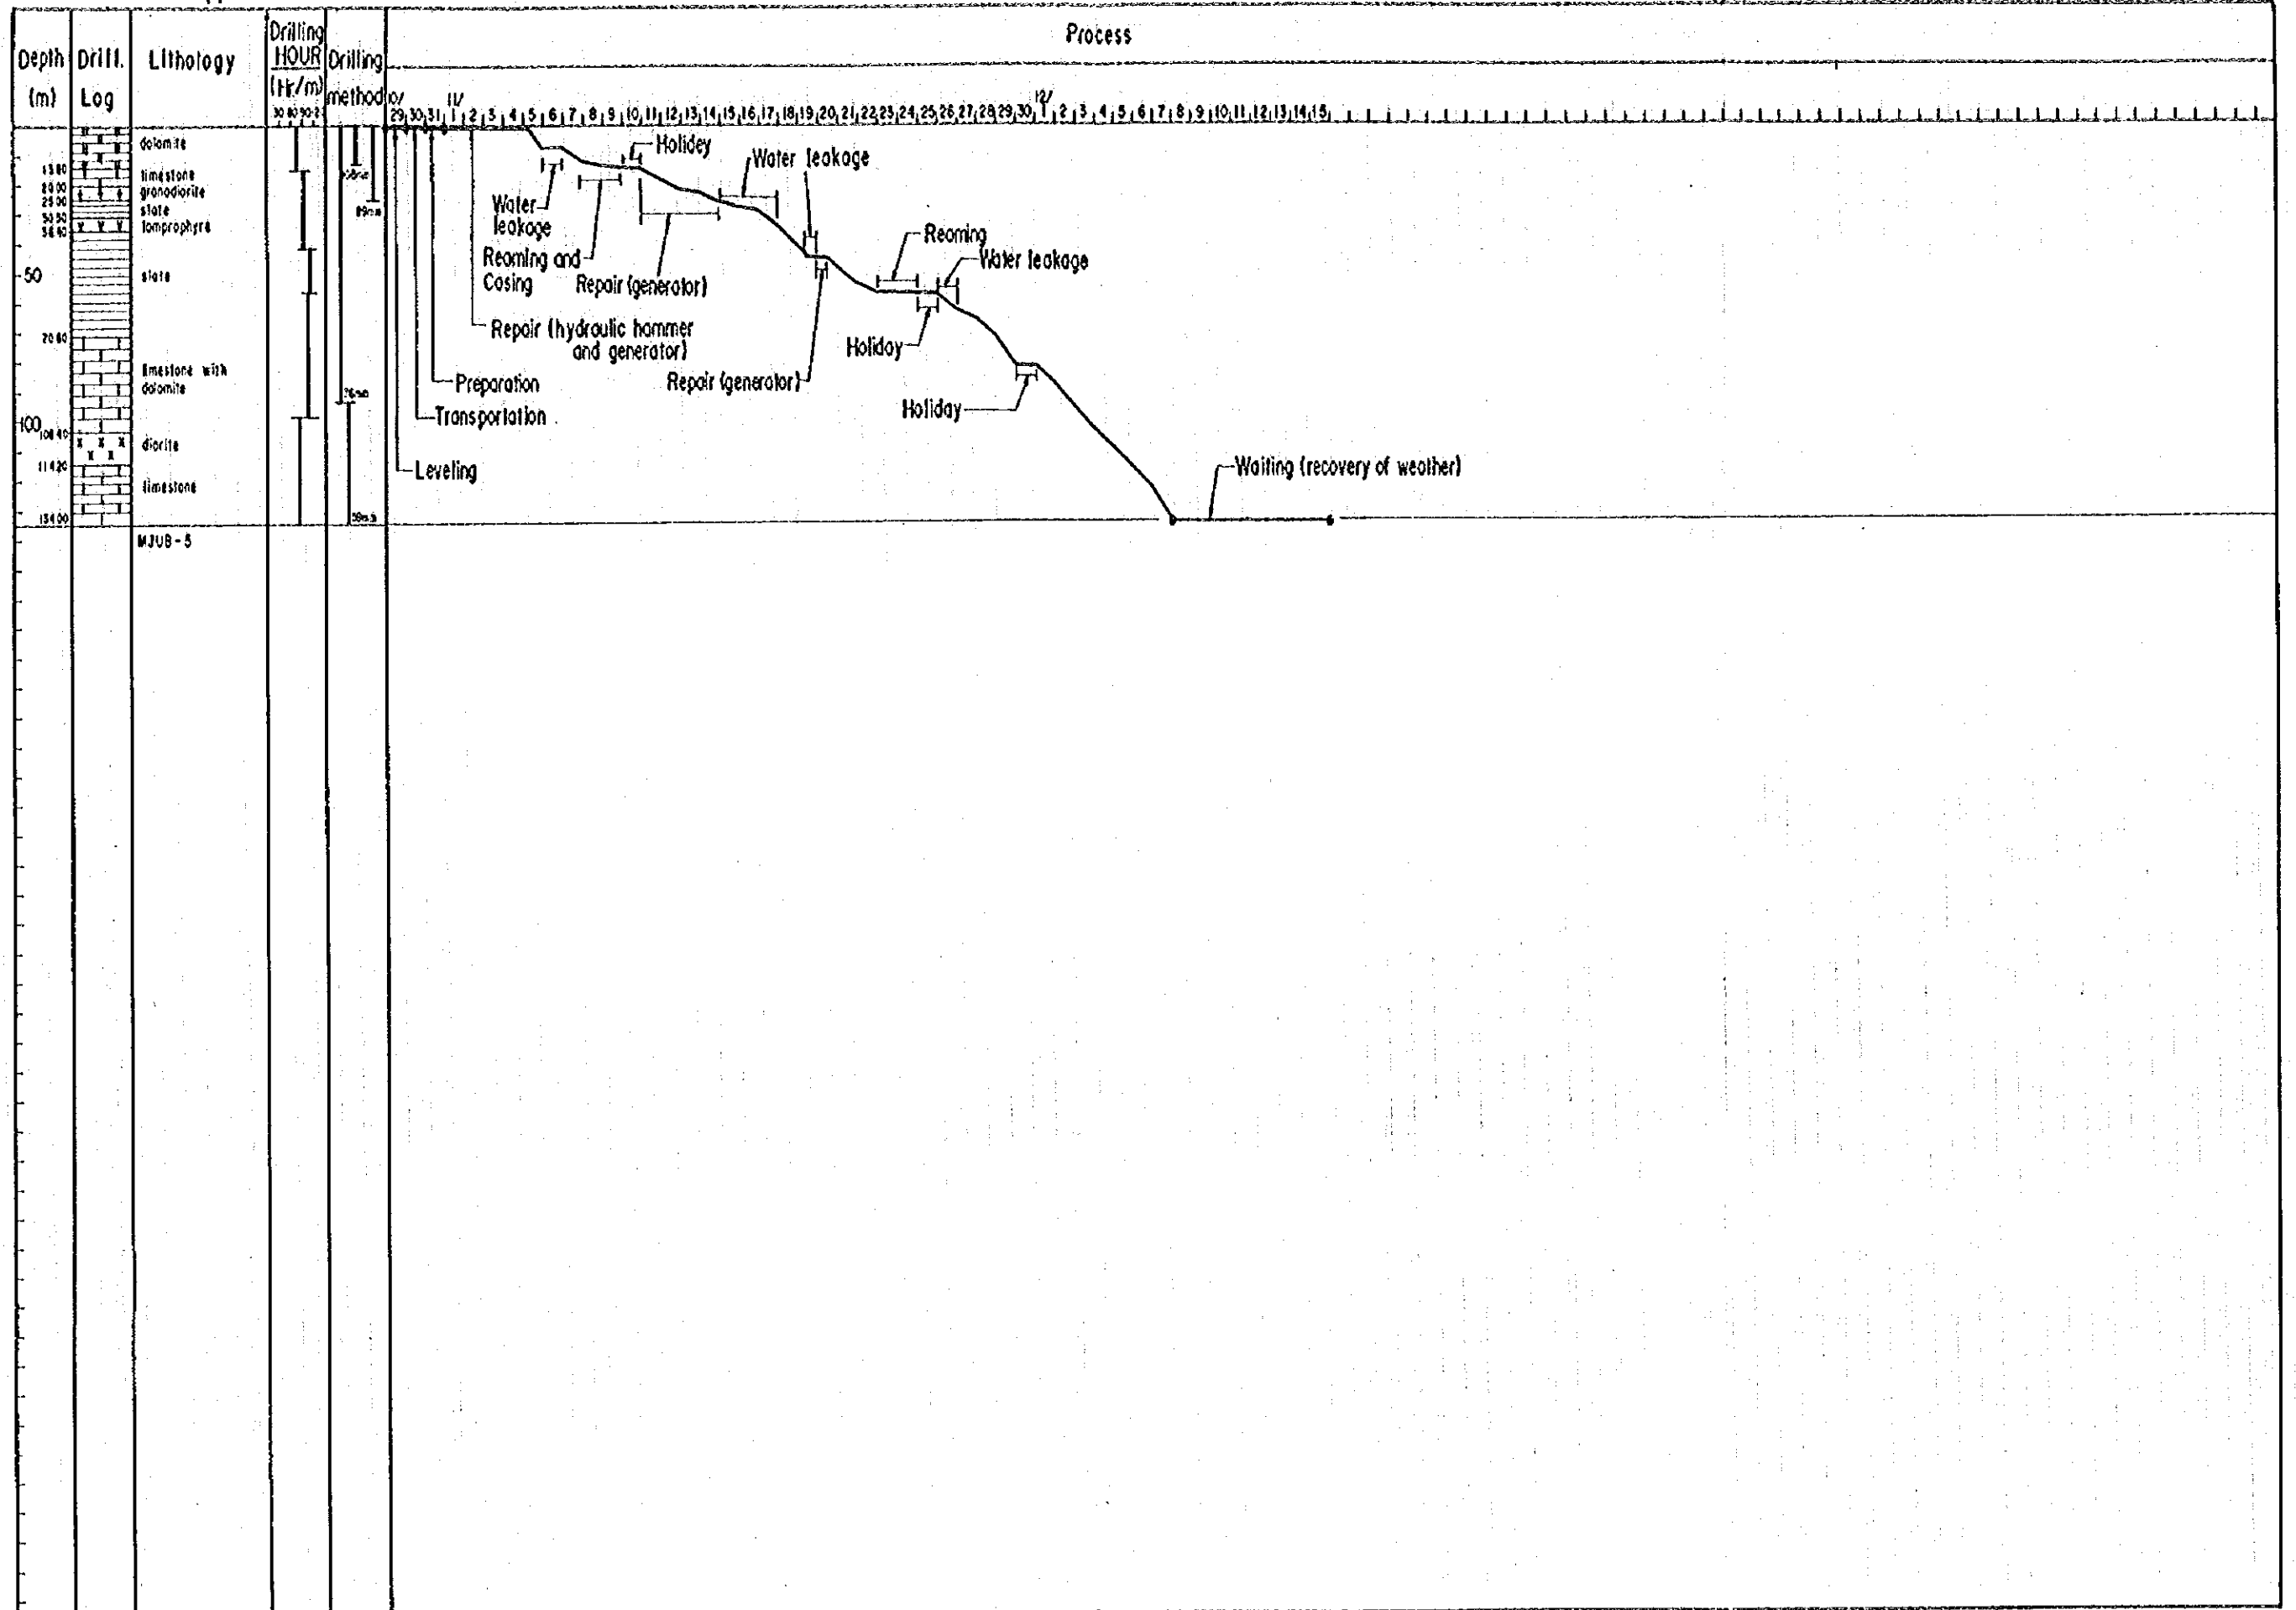 Process
Depth
(m)
Drill.
Log
Lithology
Drilling
HOUR
(Hr/m)
Drilling
method
10/ 11/ 12/
29 30 31 1 2 3 4 5 6 7 8 9 10 11 12 13 14 15 16 17 18 19 20 21 22 23 24 25 26 27 28 29 30 1 2 3 4 5 6 7 8 9 10 11 12 13 14 15
dolomite
limestone
granodiorite
slate
lomprophyre
50
slate
limestone with
dolomite
100
diorite
11420
limestone
13400
MJUB-5
Holidey
Water leakage
Water
leakage
Reoming and
Casing
Repair (generator)
Repair (hydraulic hammer
and generator)
Preparation
Transportation
Leveling
Repair (generator)
Reoming
Water leakage
Holiday
Holiday
Waiting (recovery of weather)